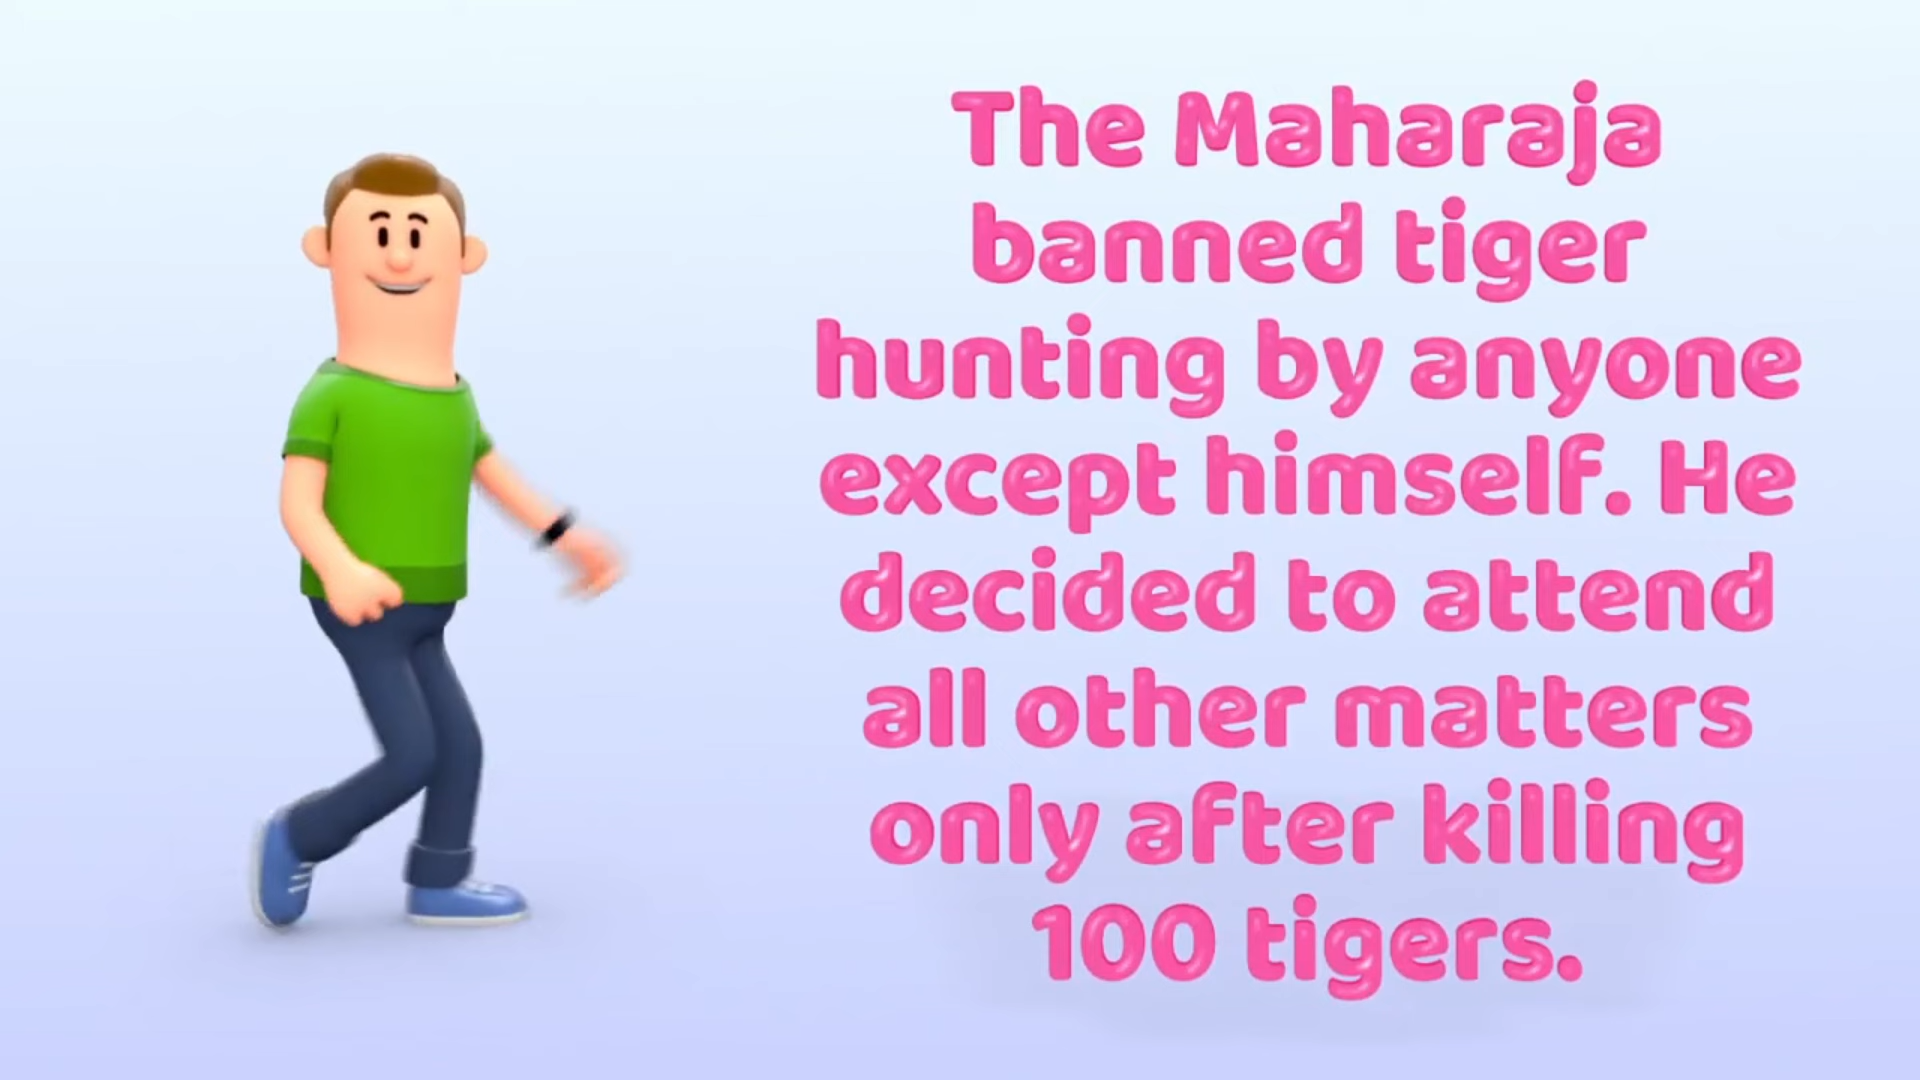 The Maharaja
banned tiger
hunting by anyone
except himself. He
decided to attend
all other matters
only after killing
100 tigers.